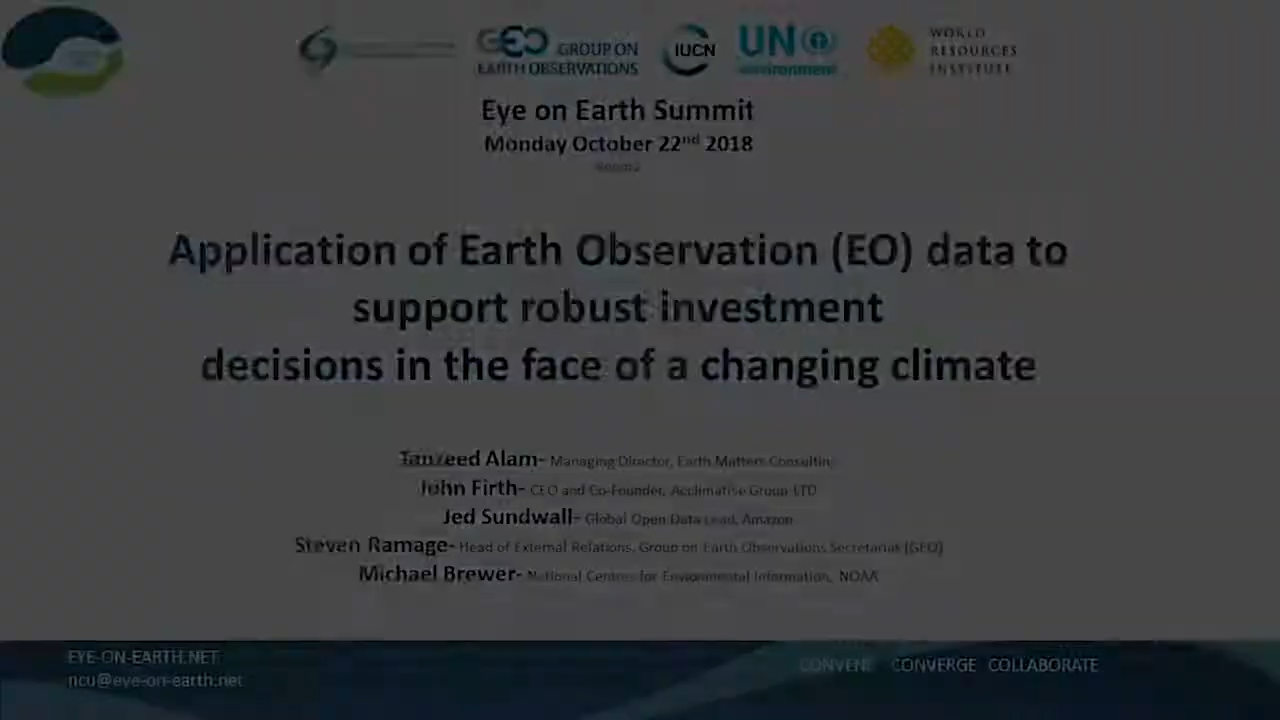 GEO GROUP ON
EARTH OBSERVATIONS
IUCN
UN
environment
WORLD
RESOURCES
INSTITUTE
Eye on Earth Summit
Monday October 22nd 2018
Application of Earth Observation (EO) data to
support robust investment
decisions in the face of a changing climate
Tanzeed Alam- Managing Director, Earth Matters Consulting
John Firth- CEO and Co-Founder, Acclimatise Group LTD
Jed Sundwall- Global Open Data Lead, Amazon
Steven Ramage- Head of External Relations, Group on Earth Observations Secretariat (GEO)
Michael Brewer- National Centres for Environmental Information, NOAA
EYE-ON-EARTH.NET
ncu@eye-on-earth.net
CONVENE CONVERGE COLLABORATE